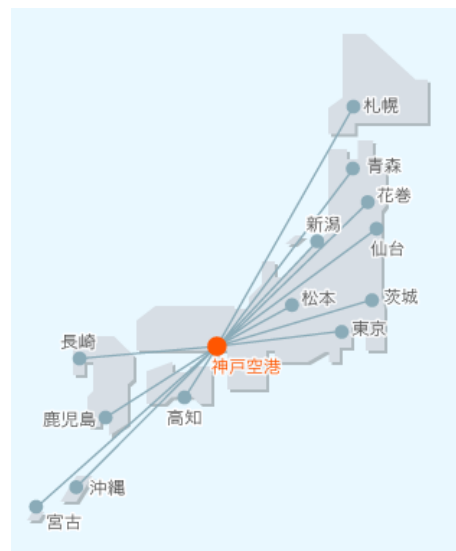 札幌
青森
花巻
新潟
仙台
松本
茨城
東京
長崎
神戸空港
鹿児島
高知
沖縄
宮古